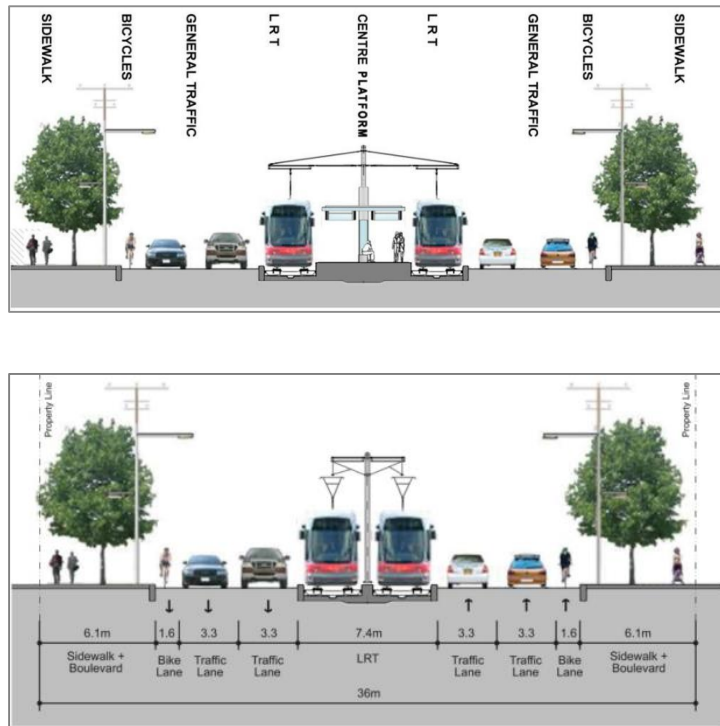 SIDEWALK
BICYCLES
GENERAL TRAFFIC
L R T
CENTRE PLATFORM
L R T
GENERAL TRAFFIC
BICYCLES
SIDEWALK
Property Line
Property Line
6.1m 1.6 3.3 3.3 7.4m 3.3 3.3 1.6 6.1m
Sidewalk + Bike Traffic Traffic LRT Traffic Traffic Bike Sidewalk +
Boulevard Lane Lane Lane Lane Lane Lane Boulevard
36m